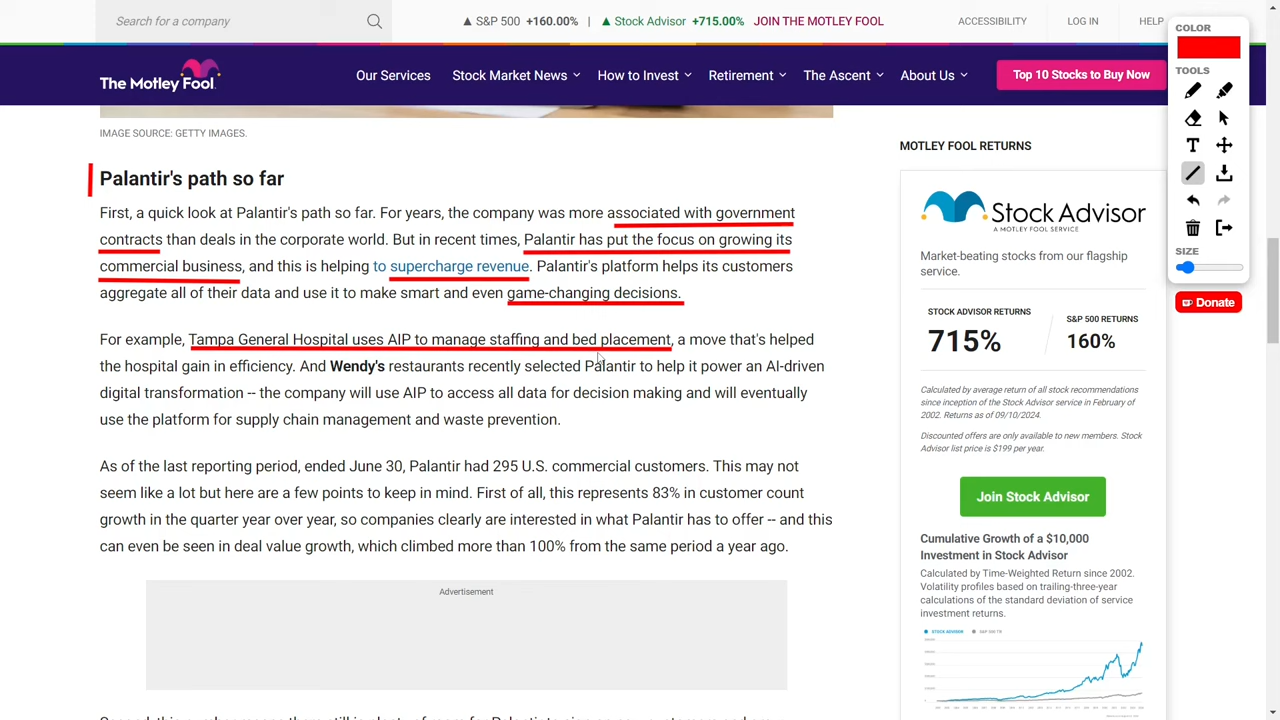 Search for a company
▲ S&P 500 +160.00% | ▲ Stock Advisor +715.00% JOIN THE MOTLEY FOOL
ACCESSIBILITY LOG IN HELP
The Motley Fool
Our Services Stock Market News How to Invest Retirement The Ascent About Us Top 10 Stocks to Buy Now
COLOR
TOOLS
T
SIZE
Donate
IMAGE SOURCE: GETTY IMAGES.
Palantir's path so far
First, a quick look at Palantir's path so far. For years, the company was more associated with government
contracts than deals in the corporate world. But in recent times, Palantir has put the focus on growing its
commercial business, and this is helping to supercharge revenue. Palantir's platform helps its customers
aggregate all of their data and use it to make smart and even game-changing decisions.
For example, Tampa General Hospital uses AIP to manage staffing and bed placement, a move that's helped
the hospital gain in efficiency. And Wendy's restaurants recently selected Palantir to help it power an AI-driven
digital transformation -- the company will use AIP to access all data for decision making and will eventually
use the platform for supply chain management and waste prevention.
As of the last reporting period, ended June 30, Palantir had 295 U.S. commercial customers. This may not
seem like a lot but here are a few points to keep in mind. First of all, this represents 83% in customer count
growth in the quarter year over year, so companies clearly are interested in what Palantir has to offer -- and this
can even be seen in deal value growth, which climbed more than 100% from the same period a year ago.
Advertisement
MOTLEY FOOL RETURNS
Stock Advisor
A MOTLEY FOOL SERVICE
Market-beating stocks from our flagship
service.
STOCK ADVISOR RETURNS
715%
S&P 500 RETURNS
160%
Calculated by average return of all stock recommendations
since inception of the Stock Advisor service in February of
2002. Returns as of 09/10/2024.
Discounted offers are only available to new members. Stock
Advisor list price is $199 per year.
Join Stock Advisor
Cumulative Growth of a $10,000
Investment in Stock Advisor
Calculated by Time-Weighted Return since 2002.
Volatility profiles based on trailing-three-year
calculations of the standard deviation of service
investment returns.
STOCK ADVISOR S&P 500 TR